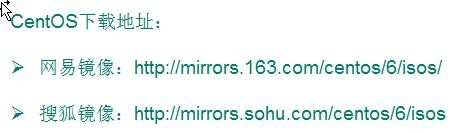 CentOS下载地址：
➢ 网易镜像：http://mirrors.163.com/centos/6/isos/
➢ 搜狐镜像：http://mirrors.sohu.com/centos/6/isos